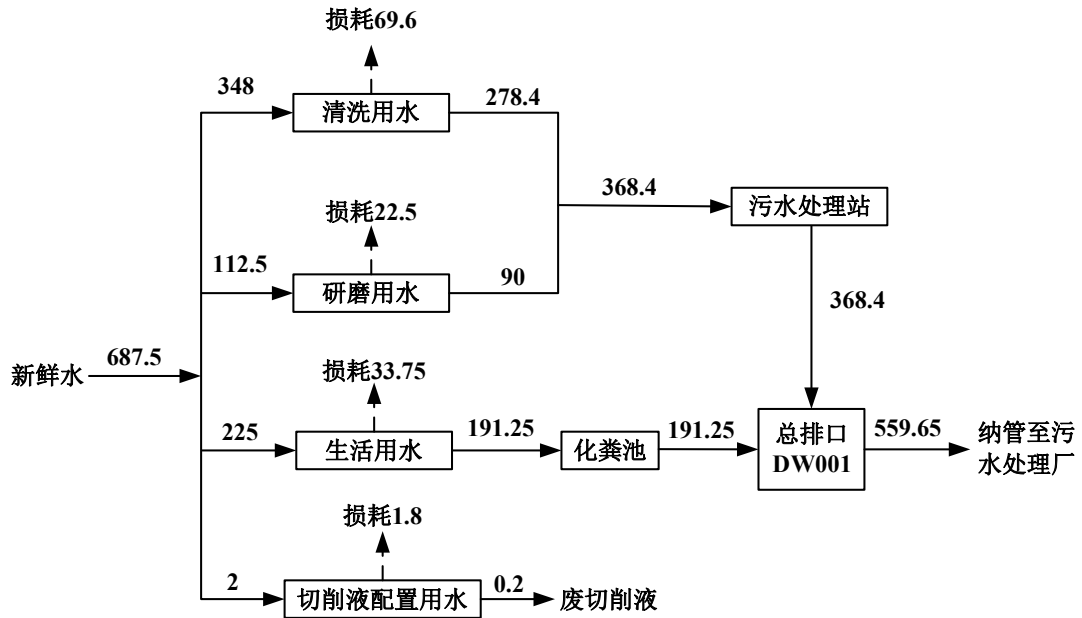 损耗69.6
348
清洗用水
278.4
368.4
污水处理站
损耗22.5
112.5
研磨用水
90
368.4
新鲜水
687.5
损耗33.75
225
生活用水
191.25
化粪池
191.25
总排口
DW001
559.65
纳管至污
水处理厂
损耗1.8
2
切削液配置用水
0.2
废切削液